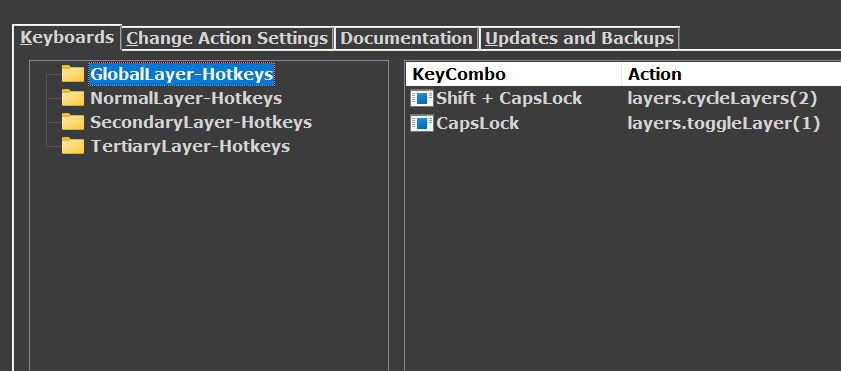 Keyboards Change Action Settings Documentation Updates and Backups
GlobalLayer-Hotkeys
NormalLayer-Hotkeys
SecondaryLayer-Hotkeys
TertiaryLayer-Hotkeys
KeyCombo Action
Shift + CapsLock layers.cycleLayers(2)
CapsLock layers.toggleLayer(1)